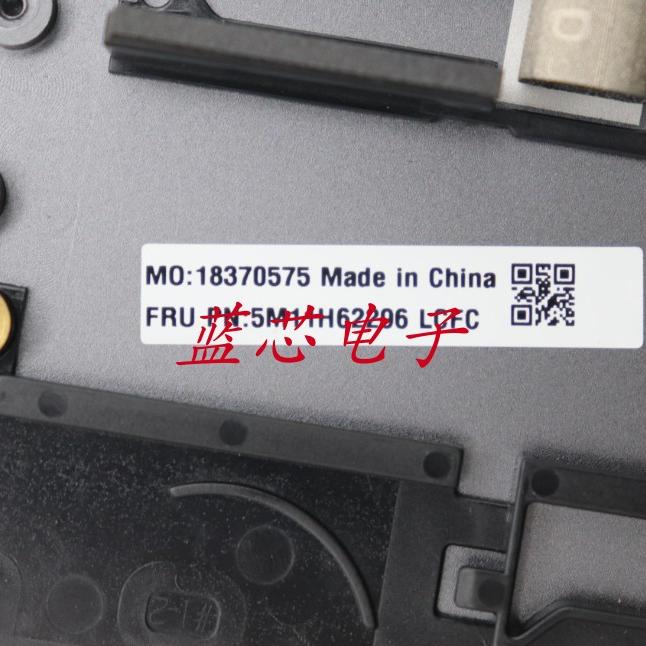 MO:18370575 Made in China
FRU PN:5M11H62296 LCFC
蓝芯电子